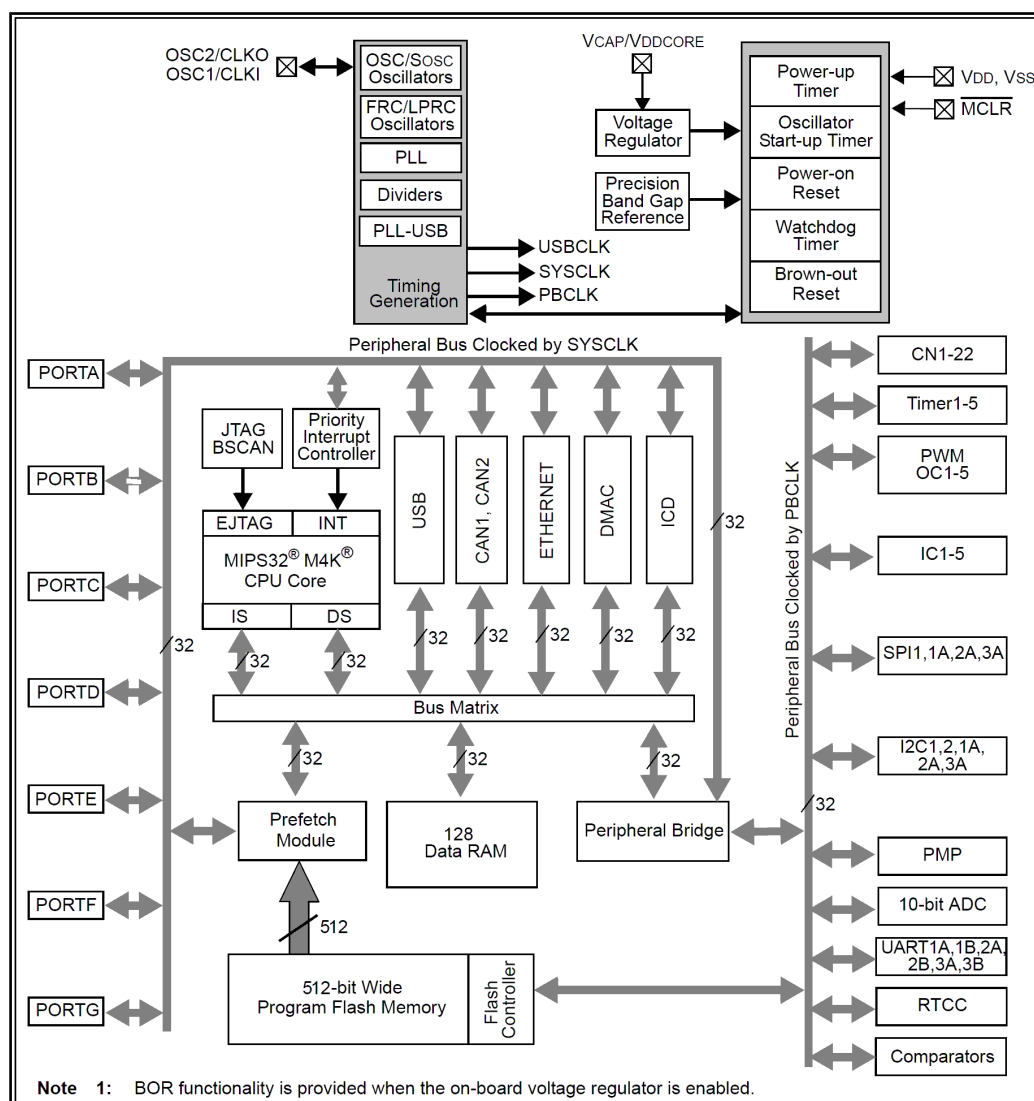 OSC2/CLKO
OSC1/CLKI
OSC/SOSC
Oscillators
FRC/LPRC
Oscillators
PLL
Dividers
PLL-USB
Timing
Generation
USBCLK
SYSCLK
PBCLK
VCAP/VDDCORE
Voltage
Regulator
Precision
Band Gap
Reference
Power-up
Timer
Oscillator
Start-up Timer
Power-on
Reset
Watchdog
Timer
Brown-out
Reset
VDD, VSS
MCLR
Peripheral Bus Clocked by SYSCLK
PORTA
PORTB
PORTC
PORTD
PORTE
PORTF
PORTG
32
JTAG
BSCAN
Priority
Interrupt
Controller
EJTAG
INT
MIPS32® M4K®
CPU Core
IS
DS
USB
CAN1, CAN2
ETHERNET
DMAC
ICD
32
32
32
32
32
32
32
32
Bus Matrix
32
32
32
Prefetch
Module
128
Data RAM
Peripheral Bridge
512
512-bit Wide
Program Flash Memory
Flash
Controller
Peripheral Bus Clocked by PBCLK
32
CN1-22
Timer1-5
PWM
OC1-5
IC1-5
SPI1,1A,2A,3A
I2C1,2,1A,
2A,3A
PMP
10-bit ADC
UART1A,1B,2A,
2B,3A,3B
RTCC
Comparators
Note 1: BOR functionality is provided when the on-board voltage regulator is enabled.